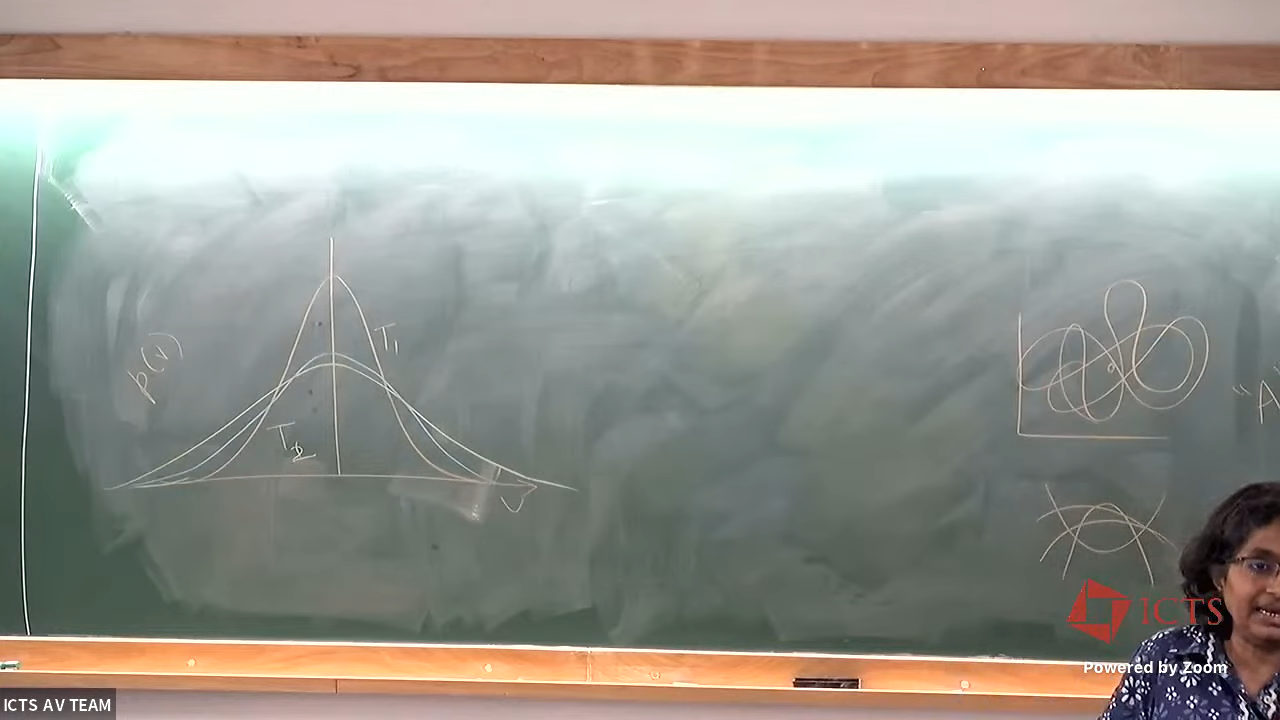 p(v)
T₁
T₂
v
"A
ICTS
Powered by Zoom
ICTS AV TEAM